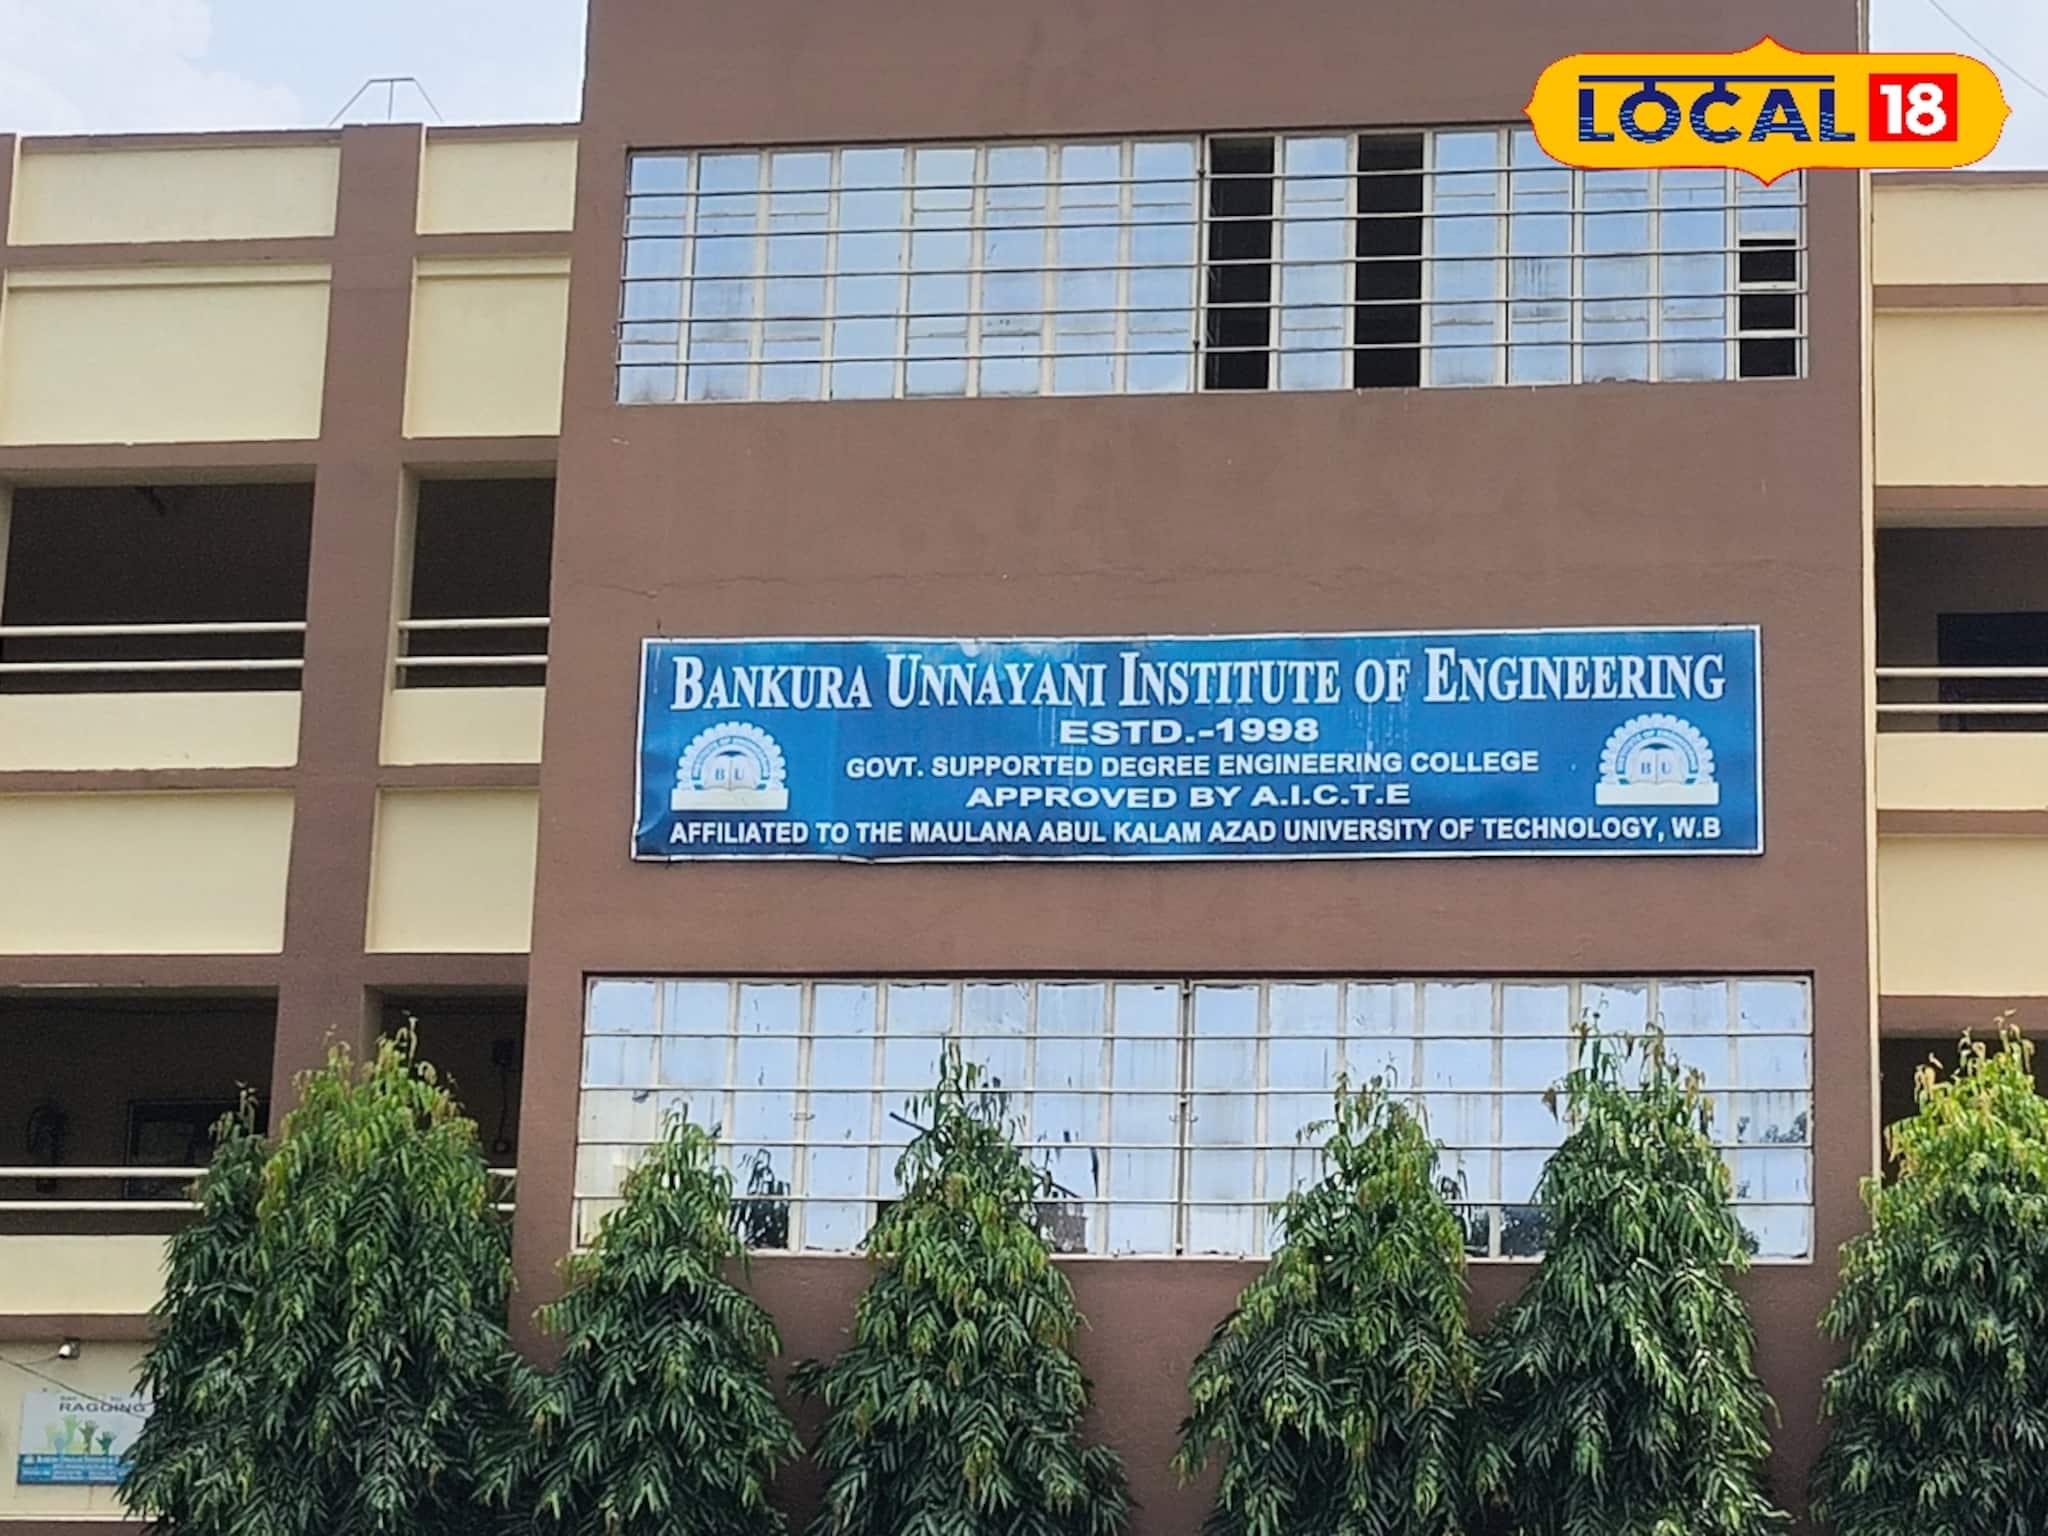 LOCAL 18
BANKURA UNNAYANI INSTITUTE OF ENGINEERING
ESTD.-1998
GOVT. SUPPORTED DEGREE ENGINEERING COLLEGE
APPROVED BY A.I.C.T.E
AFFILIATED TO THE MAULANA ABUL KALAM AZAD UNIVERSITY OF TECHNOLOGY, W.B
B U
B U
RAGGING